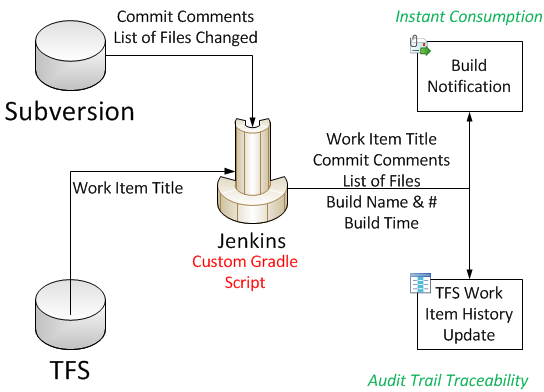 Commit Comments
List of Files Changed
Subversion
Instant Consumption
Build
Notification
Work Item Title
Jenkins
Custom Gradle
Script
Work Item Title
Commit Comments
List of Files
Build Name & #
Build Time
TFS
TFS Work
Item History
Update
Audit Trail Traceability